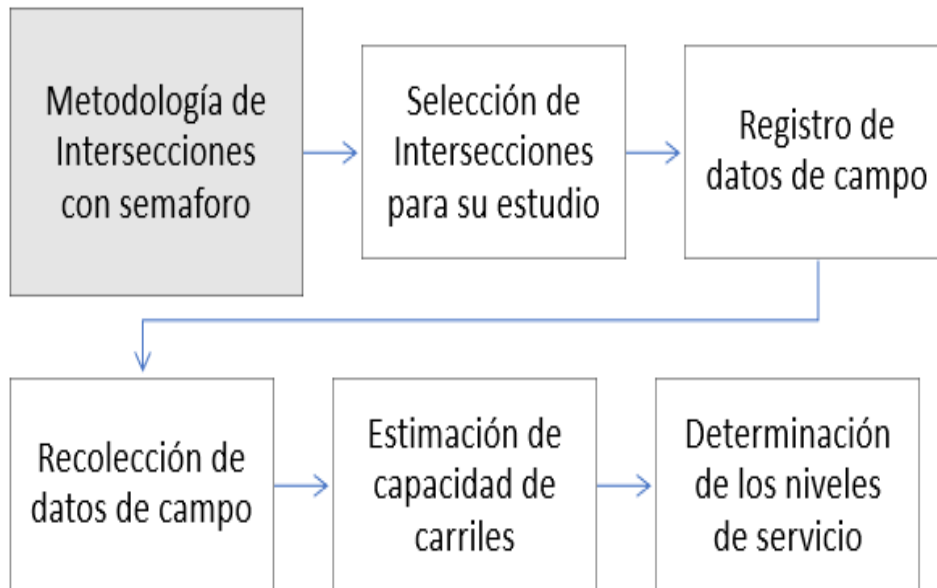 Metodología de
Intersecciones
con semaforo
Selección de
Intersecciones
para su estudio
Registro de
datos de campo
Recolección de
datos de campo
Estimación de
capacidad de
carriles
Determinación
de los niveles
de servicio